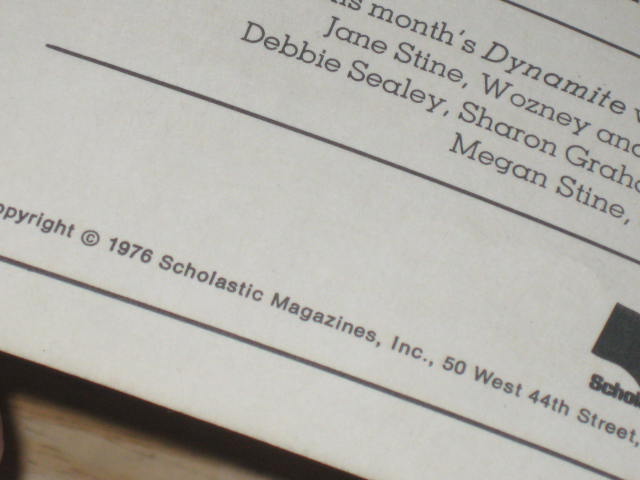 month's Dynamite
Jane Stine, Wozney and
Debbie Sealey, Sharon
Megan Stine,
© 1976 Scholastic Magazines, Inc., 50 West 44th Street,